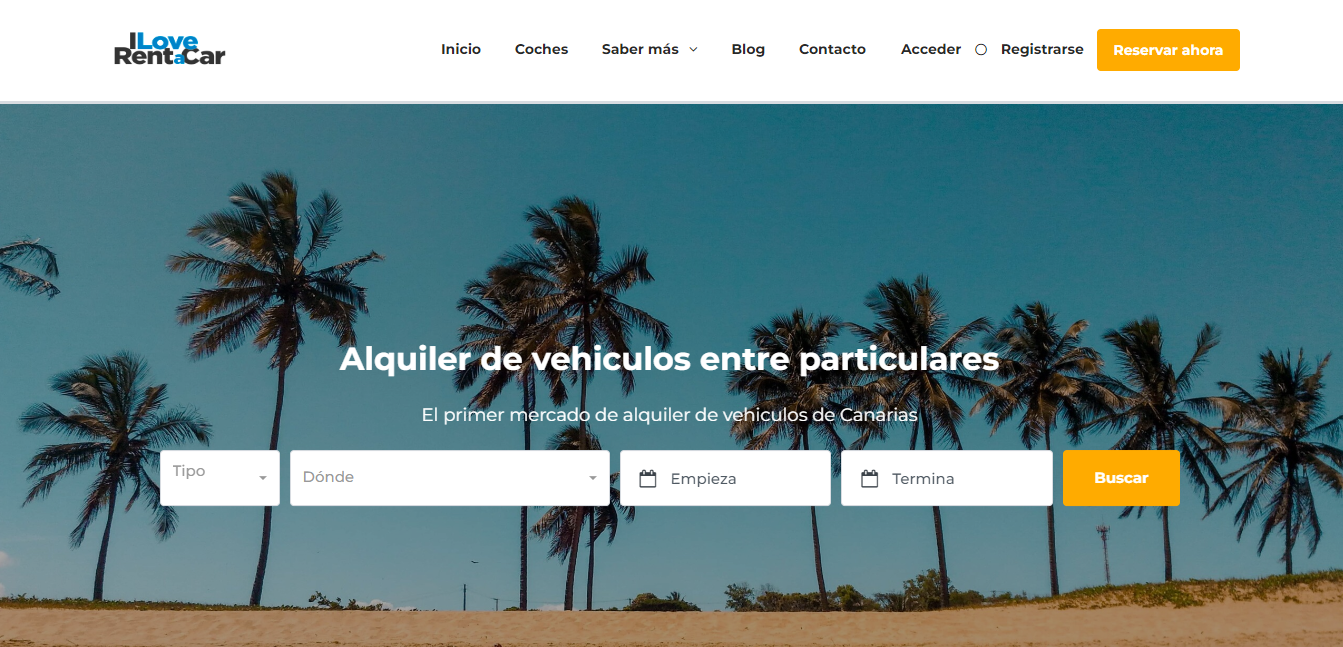 I Love
Rent a Car
Inicio
Coches
Saber más
Blog
Contacto
Acceder O Registrarse
Reservar ahora
Alquiler de vehiculos entre particulares
El primer mercado de alquiler de vehiculos de Canarias
Tipo
Dónde
Empieza
Termina
Buscar